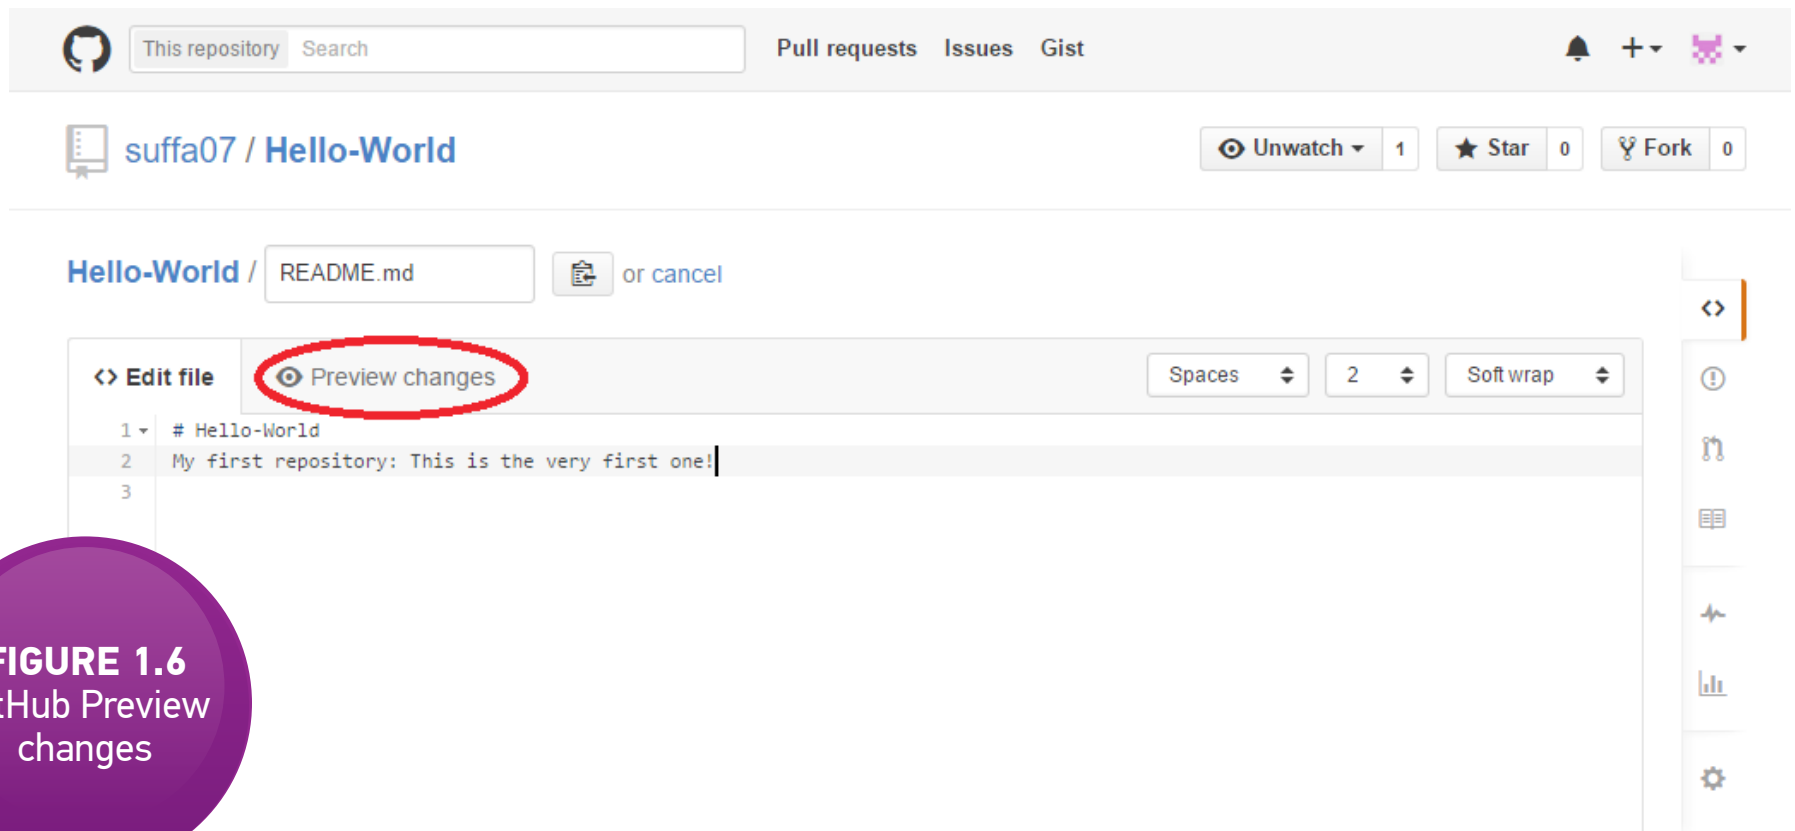 This repository Search Pull requests Issues Gist
suffa07 / Hello-World Unwatch 1 Star 0 Fork 0
Hello-World / README.md or cancel
<> Edit file Preview changes Spaces 2 Soft wrap
1 # Hello-World
2 My first repository: This is the very first one!
3
FIGURE 1.6
tHub Preview
changes